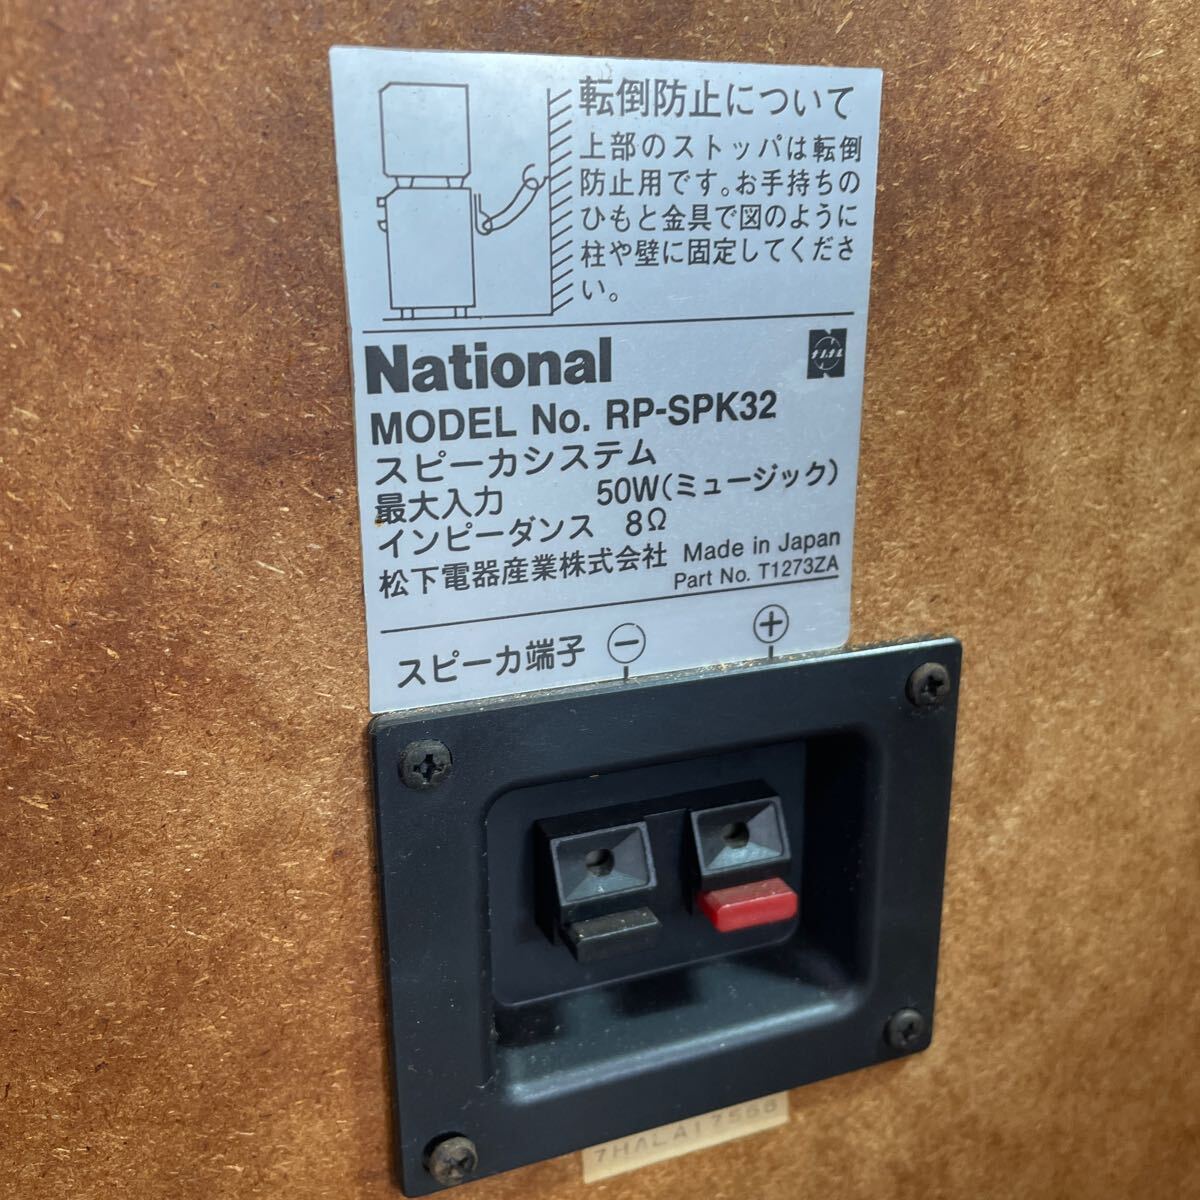 転倒防止について
上部のストッパは転倒
防止用です。お手持ちの
ひもと金具で図のように
柱や壁に固定してくださ
い。
National
MODEL No. RP-SPK32
スピーカシステム
最大入力 50W(ミュージック)
インピーダンス 8Ω
松下電器産業株式会社 Made in Japan
Part No. T1273ZA
スピーカ端子 ⊖ ⊕